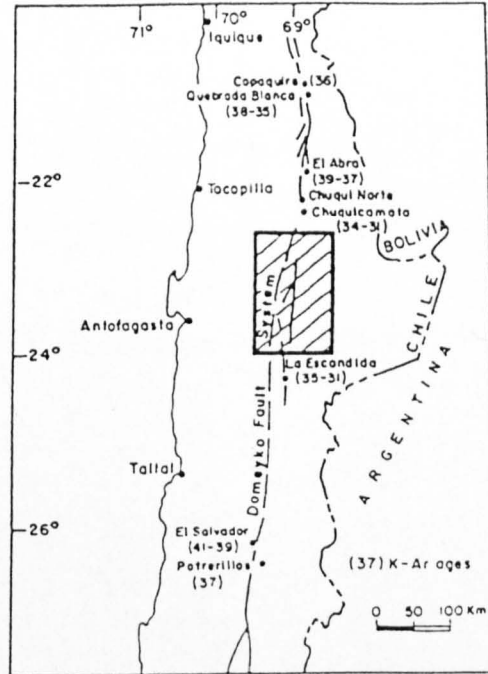 71° 70° 69°
Iquique
Copaquire (36)
Quebrada Blanca
(38-35)
El Abra
(39-37)
-22°
Tocopilla
Chuqui Norte
Chuquicamata
(34-31)
BOLIVIA
System
CHILE
Antofagasta
-24°
La Escondida
(35-31)
ARGENTINA
Domeyko Fault
Taltal
-26°
El Salvador
(41-39)
Potrerillos
(37)
(37) K-Ar ages
0 50 100 Km